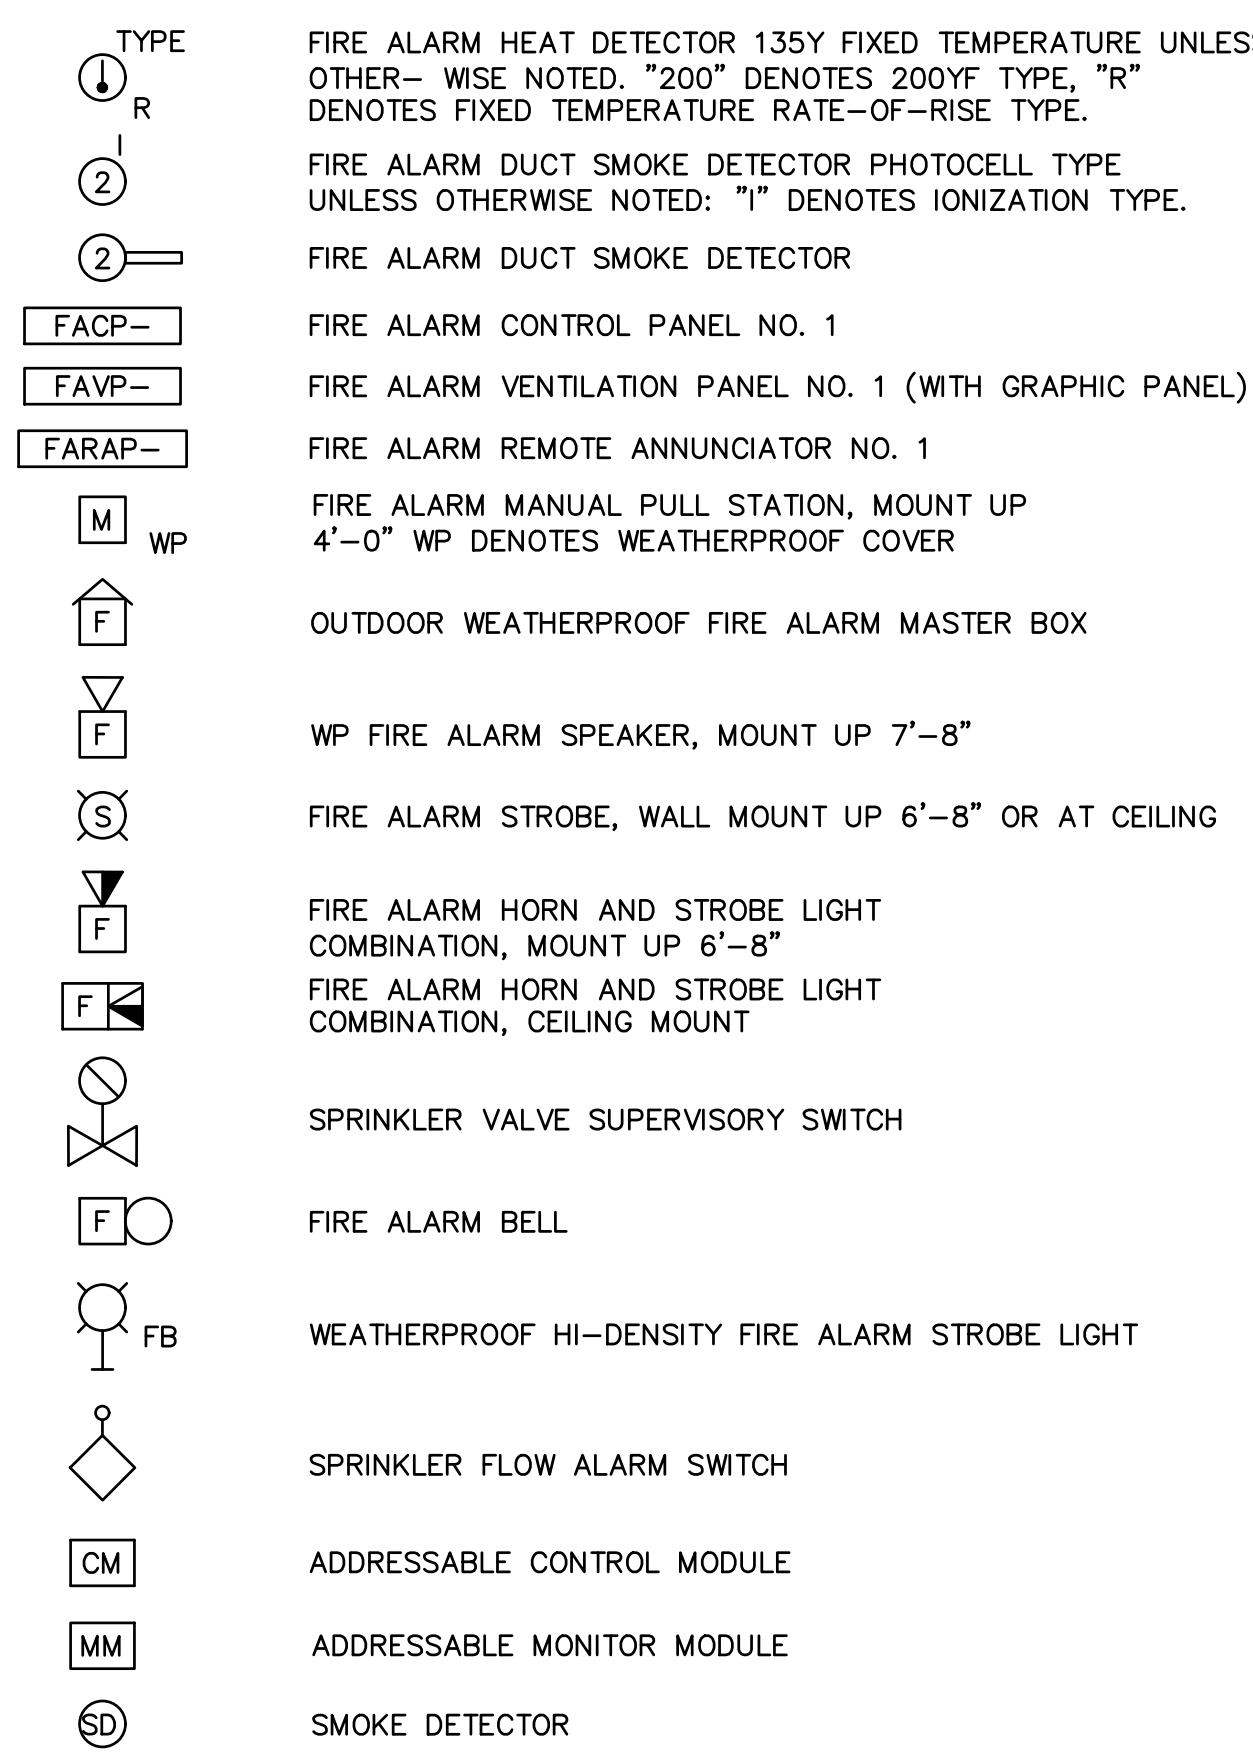 TYPE
R
FIRE ALARM HEAT DETECTOR 135Y FIXED TEMPERATURE
OTHER– WISE NOTED. "200" DENOTES 200YF TYPE, "R"
DENOTES FIXED TEMPERATURE RATE–OF–RISE TYPE.
I
2
FIRE ALARM DUCT SMOKE DETECTOR PHOTOCELL TYPE
UNLESS OTHERWISE NOTED: "I" DENOTES IONIZATION TYPE.
2
FIRE ALARM DUCT SMOKE DETECTOR
FACP–
FIRE ALARM CONTROL PANEL NO. 1
FAVP–
FIRE ALARM VENTILATION PANEL NO. 1 (WITH GRAPHIC PANEL)
FARAP–
FIRE ALARM REMOTE ANNUNCIATOR NO. 1
M
WP
FIRE ALARM MANUAL PULL STATION, MOUNT UP
4'–0" WP DENOTES WEATHERPROOF COVER
F
OUTDOOR WEATHERPROOF FIRE ALARM MASTER BOX
F
WP FIRE ALARM SPEAKER, MOUNT UP 7'–8"
S
FIRE ALARM STROBE, WALL MOUNT UP 6'–8" OR AT CEILING
F
FIRE ALARM HORN AND STROBE LIGHT
COMBINATION, MOUNT UP 6'–8"
F
FIRE ALARM HORN AND STROBE LIGHT
COMBINATION, CEILING MOUNT
SPRINKLER VALVE SUPERVISORY SWITCH
F
FIRE ALARM BELL
FB
WEATHERPROOF HI–DENSITY FIRE ALARM STROBE LIGHT
SPRINKLER FLOW ALARM SWITCH
CM
ADDRESSABLE CONTROL MODULE
MM
ADDRESSABLE MONITOR MODULE
SD
SMOKE DETECTOR